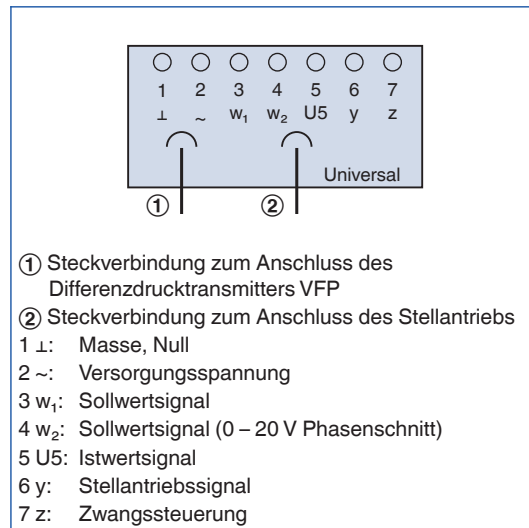 1 2 3 4 5 6 7
⊥ ~ w₁ w₂ U5 y z
Universal
① ②
① Steckverbindung zum Anschluss des
Differenzdrucktransmitters VFP
② Steckverbindung zum Anschluss des Stellantriebs
1 ⊥: Masse, Null
2 ~: Versorgungsspannung
3 w₁: Sollwertsignal
4 w₂: Sollwertsignal (0 – 20 V Phasenschnitt)
5 U5: Istwertsignal
6 y: Stellantriebssignal
7 z: Zwangssteuerung